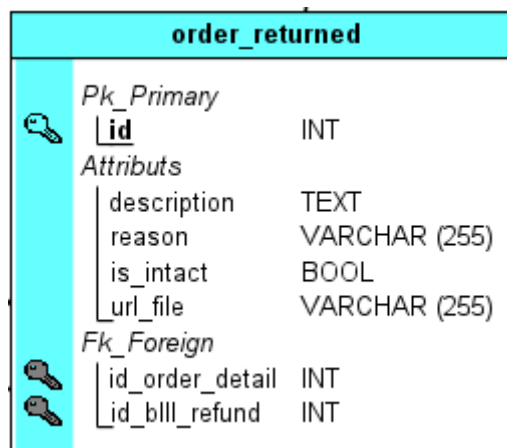 order_returned
Pk_Primary
id INT
Attributs
description TEXT
reason VARCHAR (255)
is_intact BOOL
url_file VARCHAR (255)
Fk_Foreign
id_order_detail INT
id_blll_refund INT